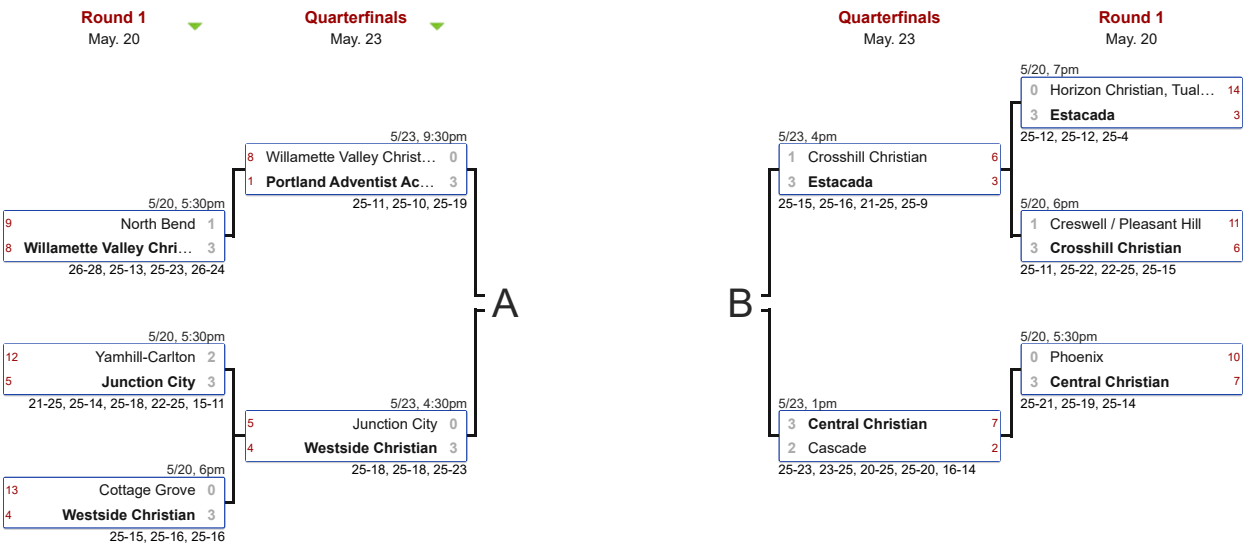 Round 1
May. 20
Quarterfinals
May. 23
Quarterfinals
May. 23
Round 1
May. 20
5/20, 5:30pm
9 North Bend 1
8 Willamette Valley Chri... 3
26-28, 25-13, 25-23, 26-24
5/20, 5:30pm
12 Yamhill-Carlton 2
5 Junction City 3
21-25, 25-14, 25-18, 22-25, 15-11
5/20, 6pm
13 Cottage Grove 0
4 Westside Christian 3
25-15, 25-16, 25-16
5/23, 9:30pm
8 Willamette Valley Christ... 0
1 Portland Adventist Ac... 3
25-11, 25-10, 25-19
5/23, 4:30pm
5 Junction City 0
4 Westside Christian 3
25-18, 25-18, 25-23
A
B
5/23, 4pm
1 Crosshill Christian 6
3 Estacada 3
25-15, 25-16, 21-25, 25-9
5/23, 1pm
3 Central Christian 7
2 Cascade 2
25-23, 23-25, 20-25, 25-20, 16-14
5/20, 7pm
0 Horizon Christian, Tual... 14
3 Estacada 3
25-12, 25-12, 25-4
5/20, 6pm
1 Creswell / Pleasant Hill 11
3 Crosshill Christian 6
25-11, 25-22, 22-25, 25-15
5/20, 5:30pm
0 Phoenix 10
3 Central Christian 7
25-21, 25-19, 25-14